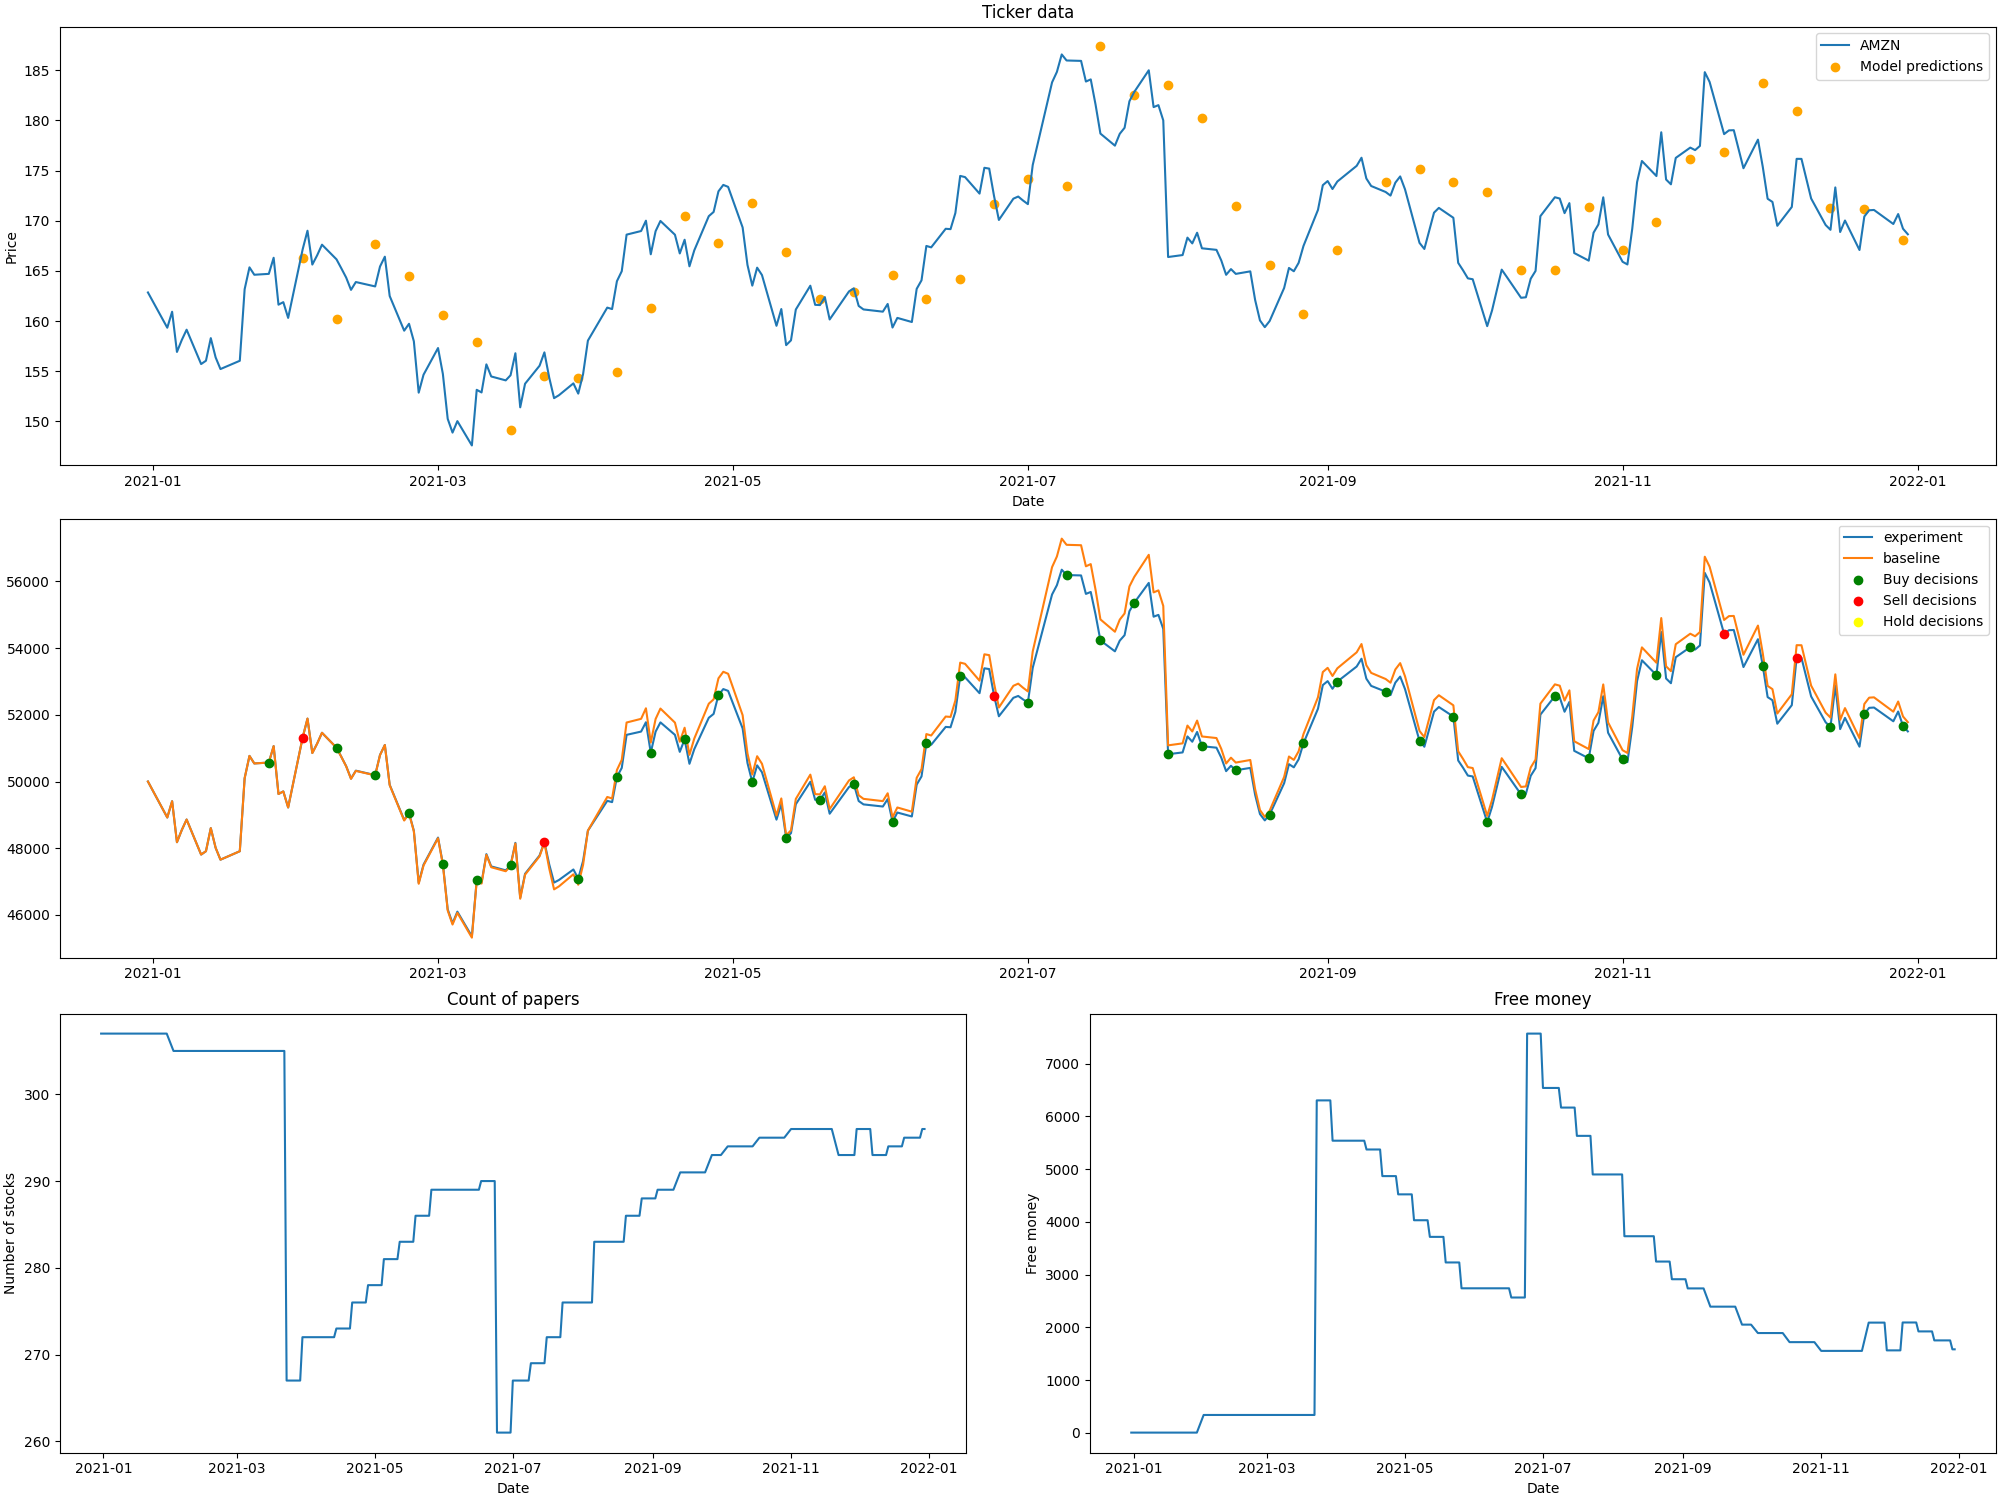 Ticker data
AMZN
Model predictions
Price
185
180
175
170
165
160
155
150
2021-01 2021-03 2021-05 2021-07 2021-09 2021-11 2022-01
Date
experiment
baseline
Buy decisions
Sell decisions
Hold decisions
56000
54000
52000
50000
48000
46000
2021-01 2021-03 2021-05 2021-07 2021-09 2021-11 2022-01
Count of papers
Number of stocks
300
290
280
270
260
2021-01 2021-03 2021-05 2021-07 2021-09 2021-11 2022-01
Date
Free money
Free money
7000
6000
5000
4000
3000
2000
1000
0
2021-01 2021-03 2021-05 2021-07 2021-09 2021-11 2022-01
Date